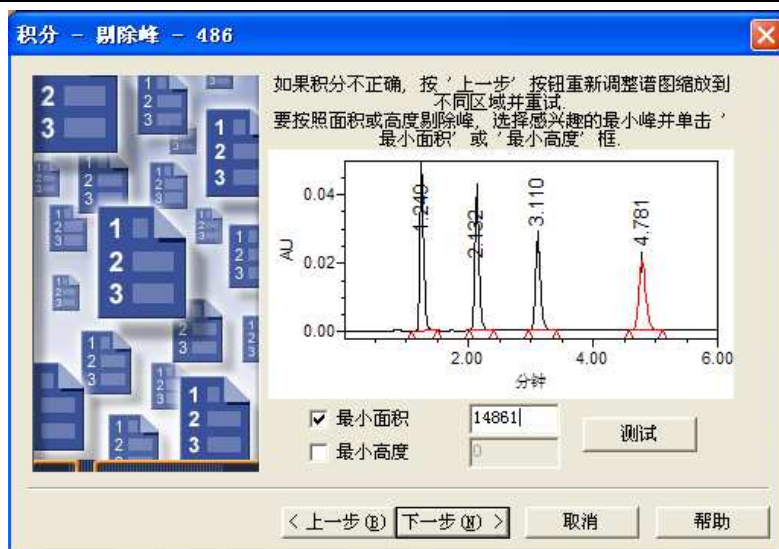 积分 - 剔除峰 - 486
如果积分不正确, 按 '上一步' 按钮重新调整谱图缩放到
不同区域并重试.
要按照面积或高度剔除峰, 选择感兴趣的最小峰并单击 '
最小面积' 或 '最小高度' 框.
1.240
2.132
3.110
4.781
0.04
0.02
0.00
AU
2.00 4.00 6.00
分钟
最小面积 14861
最小高度 0
测试
< 上一步(B) 下一步(N) > 取消 帮助